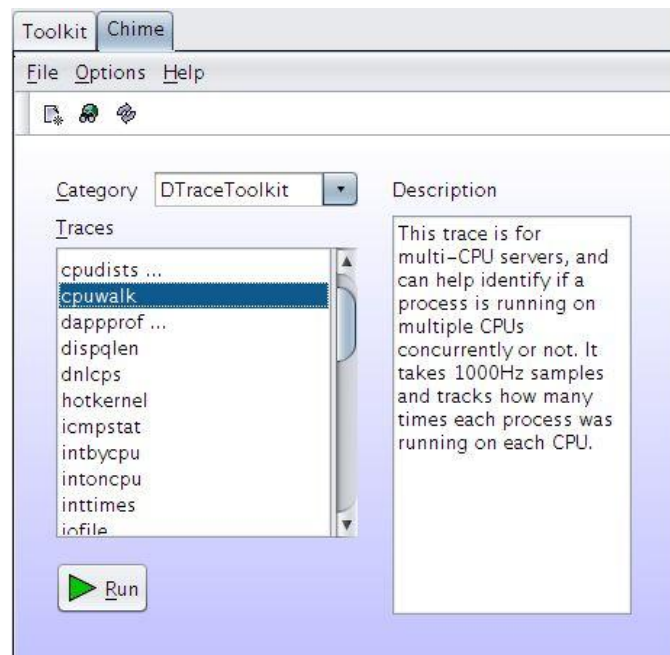 Toolkit Chime
File Options Help
Category DTraceToolkit
Description
Traces
cpudists ...
cpuwalk
dappprof ...
dispqlen
dnlcps
hotkernel
icmpstat
intbycpu
intoncpu
inttimes
iofile
This trace is for
multi-CPU servers, and
can help identify if a
process is running on
multiple CPUs
concurrently or not. It
takes 1000Hz samples
and tracks how many
times each process was
running on each CPU.
Run